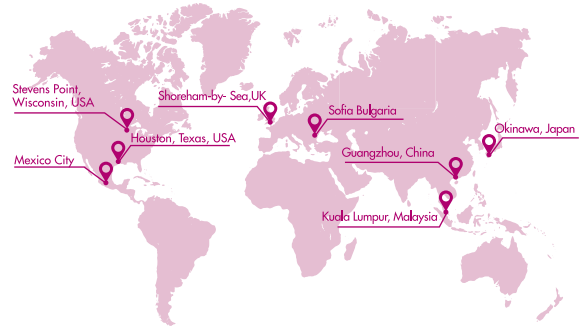 Stevens Point,
Wisconsin, USA
Shoreham-by- Sea,UK
Sofia Bulgaria
Okinawa, Japan
Houston, Texas, USA
Guangzhou, China
Mexico City
Kuala Lumpur, Malaysia